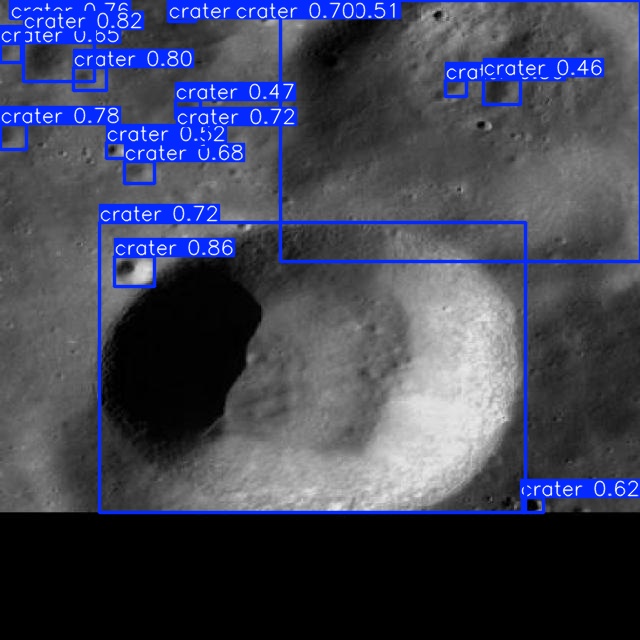 crater 0.76
crater 0.82
crater 0.65
crater
crater 0.51
crater 0.80
crater 0.46
crater 0.47
crater 0.78
crater 0.72
crater 0.52
crater 0.68
crater 0.72
crater 0.86
crater 0.62